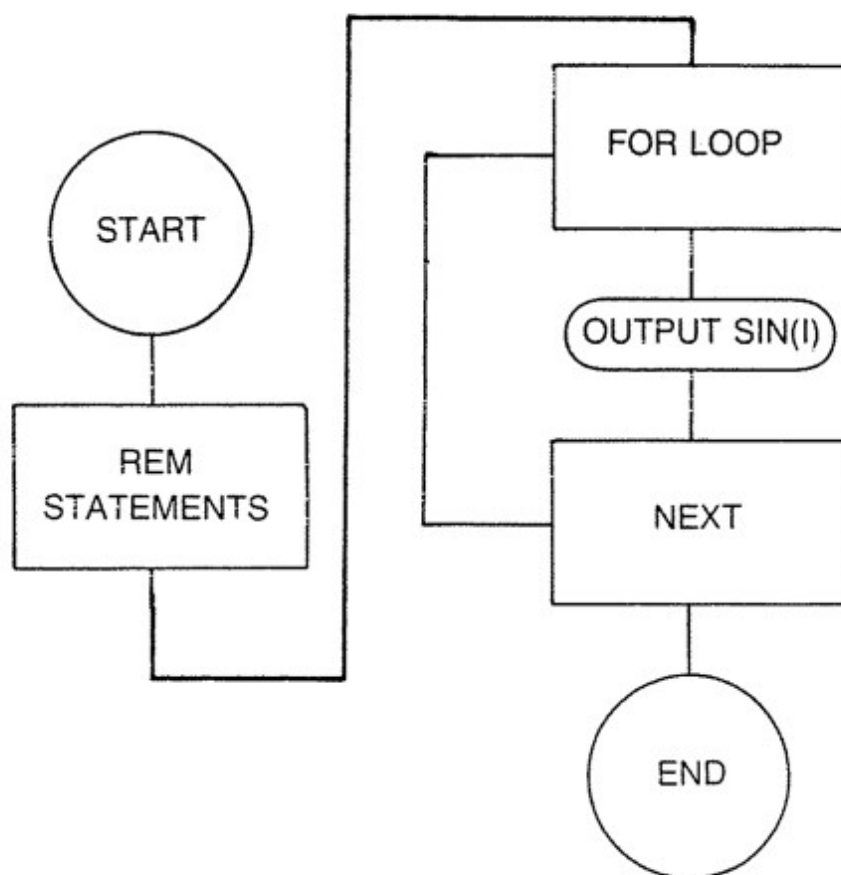 START
REM
STATEMENTS
FOR LOOP
OUTPUT SIN(I)
NEXT
END